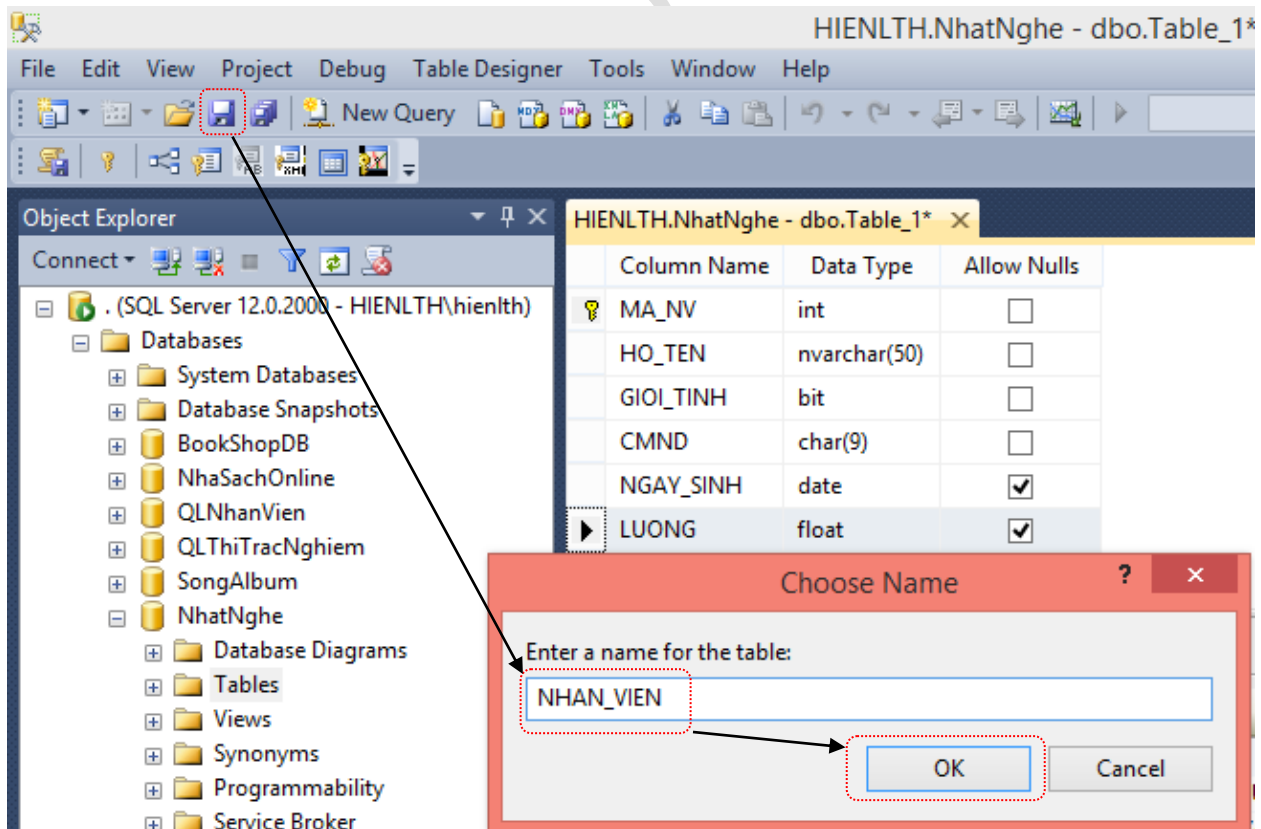 HIENLTH.NhatNghe - dbo.Table_1*
File Edit View Project Debug Table Designer Tools Window Help
New Query
Object Explorer
Connect
. (SQL Server 12.0.2000 - HIENLTH\hienlth)
Databases
System Databases
Database Snapshots
BookShopDB
NhaSachOnline
QLNhanVien
QLThiTracNghiem
SongAlbum
NhatNghe
Database Diagrams
Tables
Views
Synonyms
Programmability
Service Broker
HIENLTH.NhatNghe - dbo.Table_1*
Column Name Data Type Allow Nulls
MA_NV int
HO_TEN nvarchar(50)
GIOI_TINH bit
CMND char(9)
NGAY_SINH date
LUONG float
Choose Name ?
Enter a name for the table:
NHAN_VIEN
OK Cancel